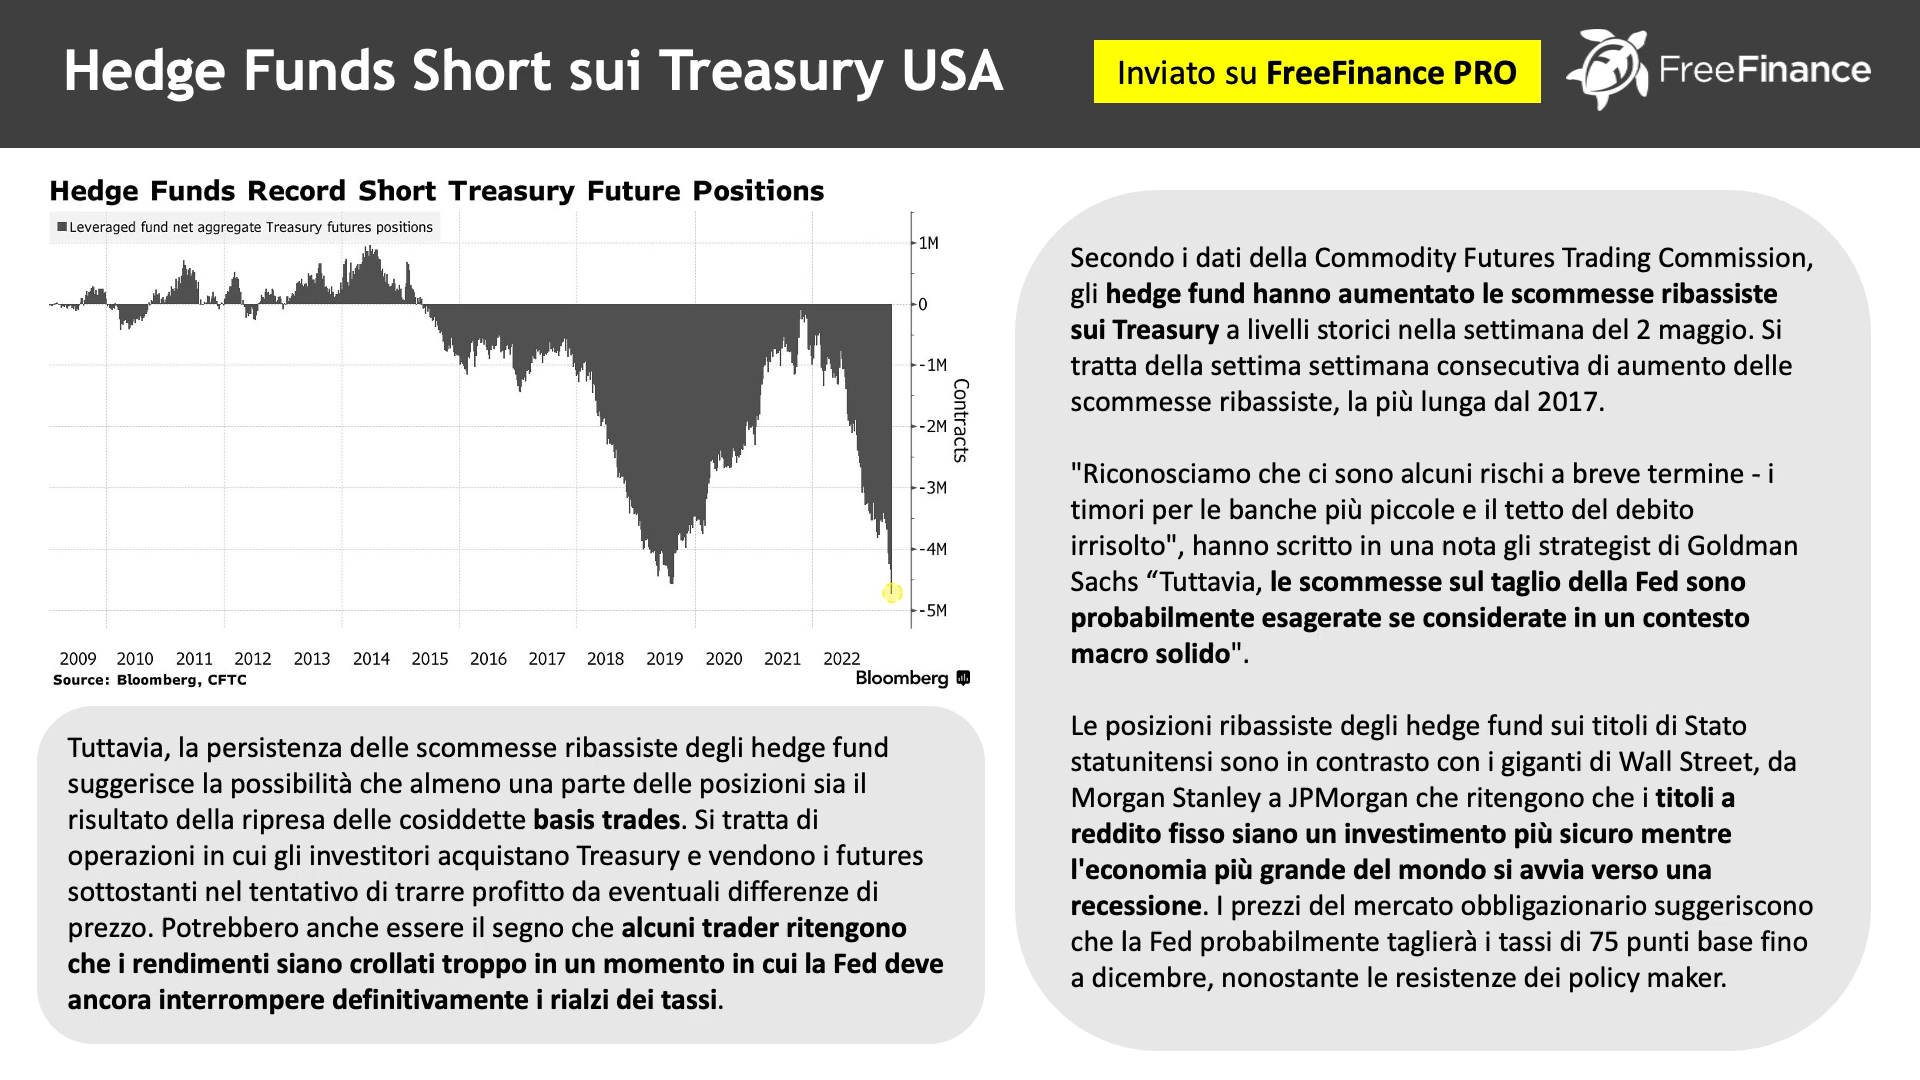 Hedge Funds Short sui Treasury USA
Inviato su FreeFinance PRO
FreeFinance
Hedge Funds Record Short Treasury Future Positions
Leveraged fund net aggregate Treasury futures positions
1M
0
-1M
-2M
-3M
-4M
-5M
Contracts
2009 2010 2011 2012 2013 2014 2015 2016 2017 2018 2019 2020 2021 2022
Source: Bloomberg, CFTC
Bloomberg
Tuttavia, la persistenza delle scommesse ribassiste degli hedge fund
suggerisce la possibilità che almeno una parte delle posizioni sia il
risultato della ripresa delle cosiddette basis trades. Si tratta di
operazioni in cui gli investitori acquistano Treasury e vendono i futures
sottostanti nel tentativo di trarre profitto da eventuali differenze di
prezzo. Potrebbero anche essere il segno che alcuni trader ritengono
che i rendimenti siano crollati troppo in un momento in cui la Fed deve
ancora interrompere definitivamente i rialzi dei tassi.
Secondo i dati della Commodity Futures Trading Commission,
gli hedge fund hanno aumentato le scommesse ribassiste
sui Treasury a livelli storici nella settimana del 2 maggio. Si
tratta della settima settimana consecutiva di aumento delle
scommesse ribassiste, la più lunga dal 2017.
"Riconosciamo che ci sono alcuni rischi a breve termine - i
timori per le banche più piccole e il tetto del debito
irrisolto", hanno scritto in una nota gli strategist di Goldman
Sachs “Tuttavia, le scommesse sul taglio della Fed sono
probabilmente esagerate se considerate in un contesto
macro solido".
Le posizioni ribassiste degli hedge fund sui titoli di Stato
statunitensi sono in contrasto con i giganti di Wall Street, da
Morgan Stanley a JPMorgan che ritengono che i titoli a
reddito fisso siano un investimento più sicuro mentre
l'economia più grande del mondo si avvia verso una
recessione. I prezzi del mercato obbligazionario suggeriscono
che la Fed probabilmente taglierà i tassi di 75 punti base fino
a dicembre, nonostante le resistenze dei policy maker.